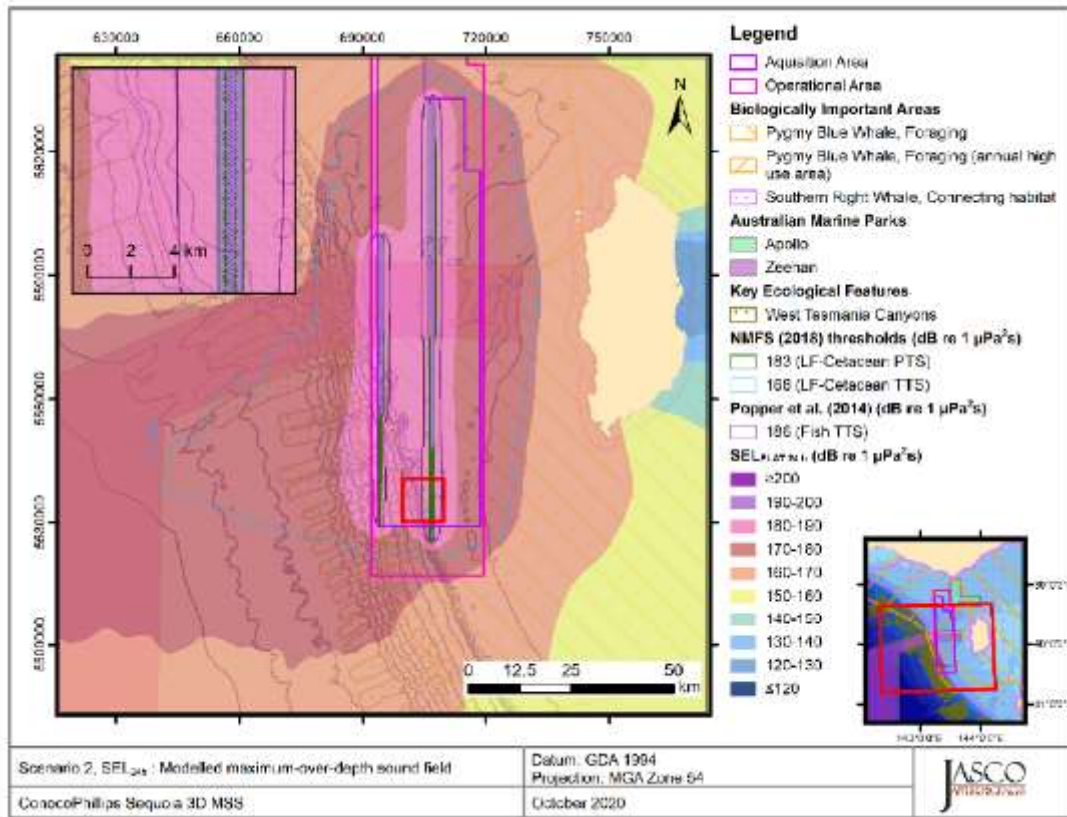 630000 660000 690000 720000 750000
N
0 2 4 km
0 12.5 25 50
km
Legend
Aquisition Area
Operational Area
Biologically Important Areas
Pygmy Blue Whale, Foraging
Pygmy Blue Whale, Foraging (annual high
use area)
Southern Right Whale, Connecting habitat
Australian Marine Parks
Apollo
Zeehan
Key Ecological Features
West Tasmania Canyons
NMFS (2018) thresholds (dB re 1 µPa²s)
183 (LF-Cetacean PTS)
168 (LF-Cetacean TTS)
Popper et al. (2014) (dB re 1 µPa²s)
186 (Fish TTS)
(dB re 1 µPa²s)
≥200
190-200
180-190
170-180
160-170
150-160
140-150
130-140
120-130
≤120
Scenario 2, SEL₂₄ₕ : Modelled maximum-over-depth sound field
Datum: GDA 1994
Projection: MGA Zone 54
ConocoPhillips Sequoia 3D MSS
October 2020
JASCO